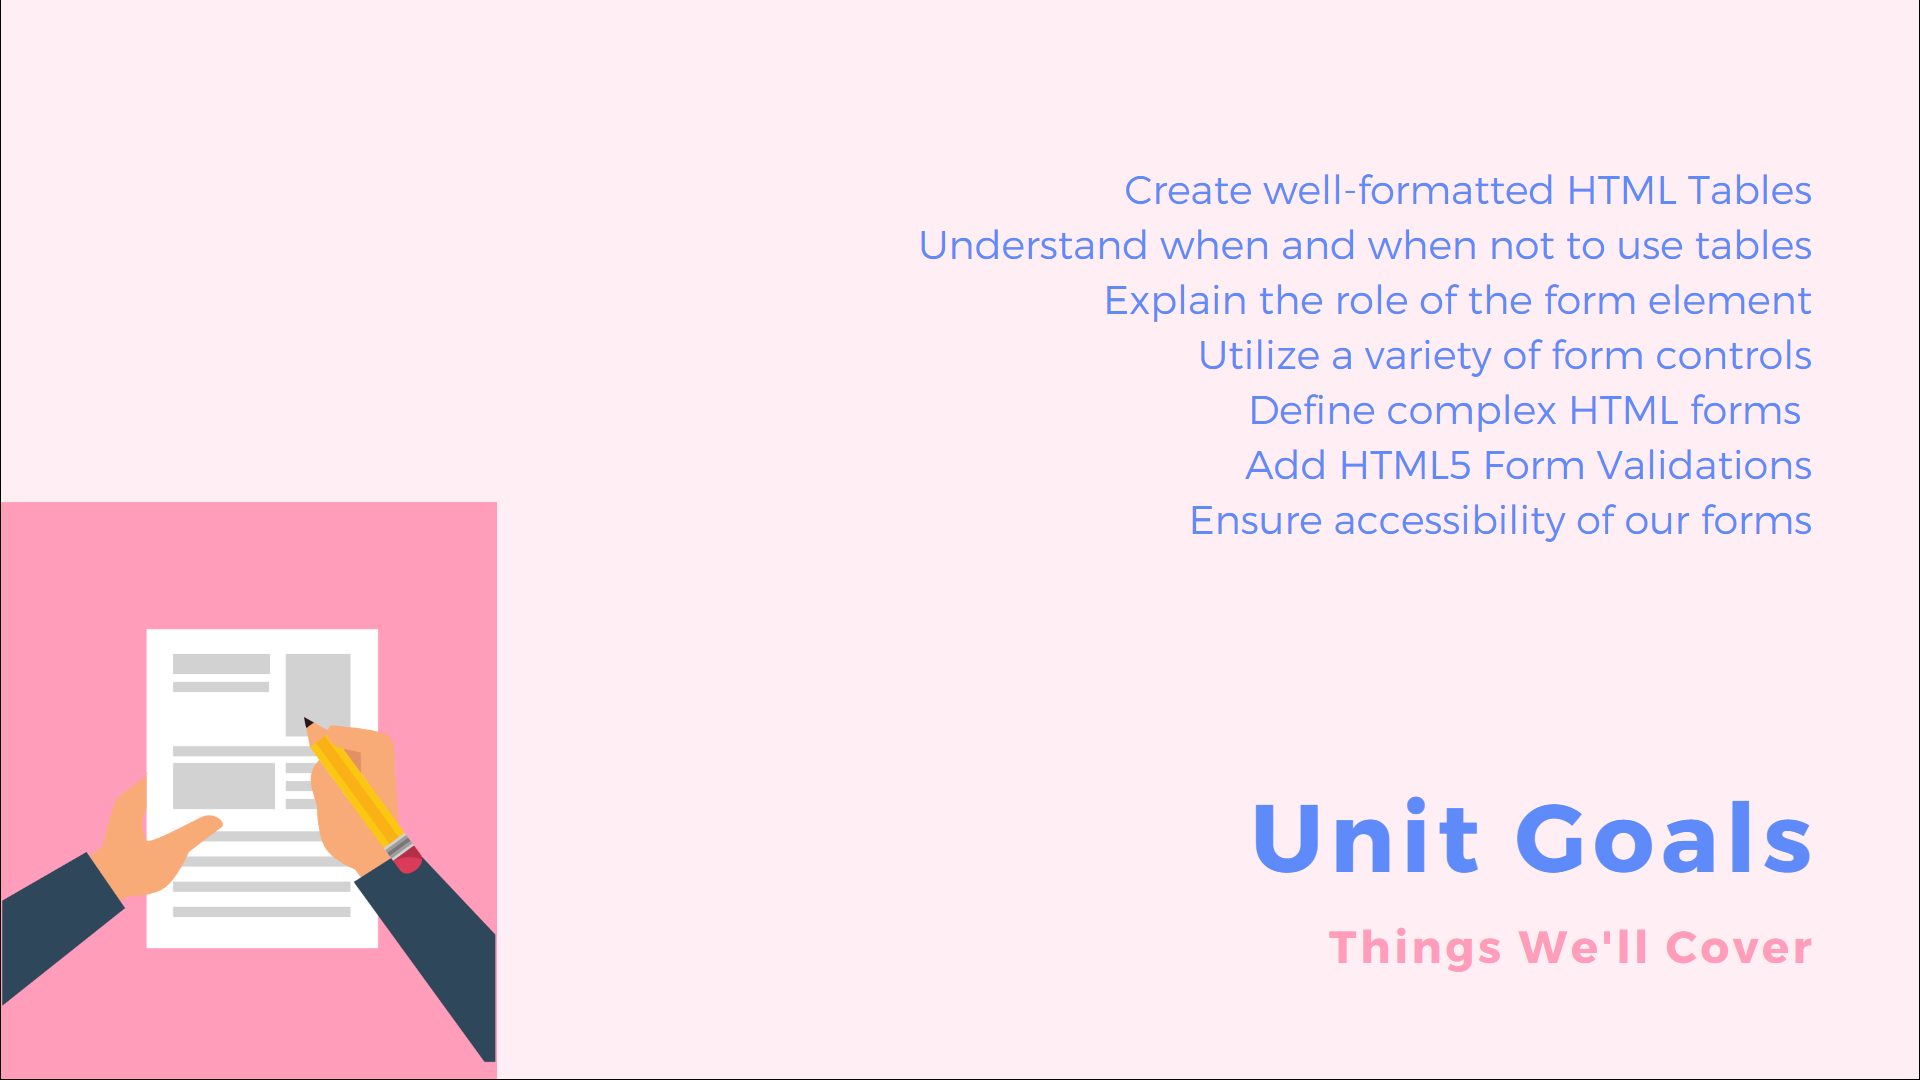 Create well-formatted HTML Tables
Understand when and when not to use tables
Explain the role of the form element
Utilize a variety of form controls
Define complex HTML forms
Add HTML5 Form Validations
Ensure accessibility of our forms
Unit Goals
Things We'll Cover